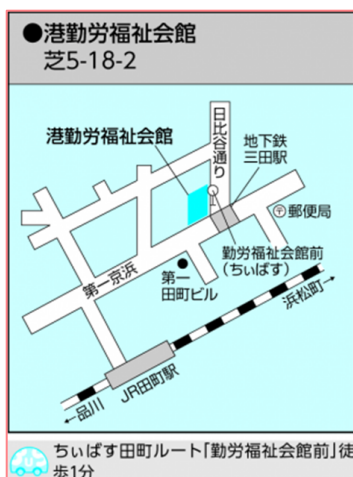 ●港勤労福祉会館
芝5-18-2
日比谷通り
港勤労福祉会館
地下鉄
三田駅
〒郵便局
勤労福祉会館前
(ちぃばす)
第一京浜
第一
田町ビル
浜松町→
JR田町駅
←品川
ちぃばす田町ルート「勤労福祉会館前」徒
歩1分